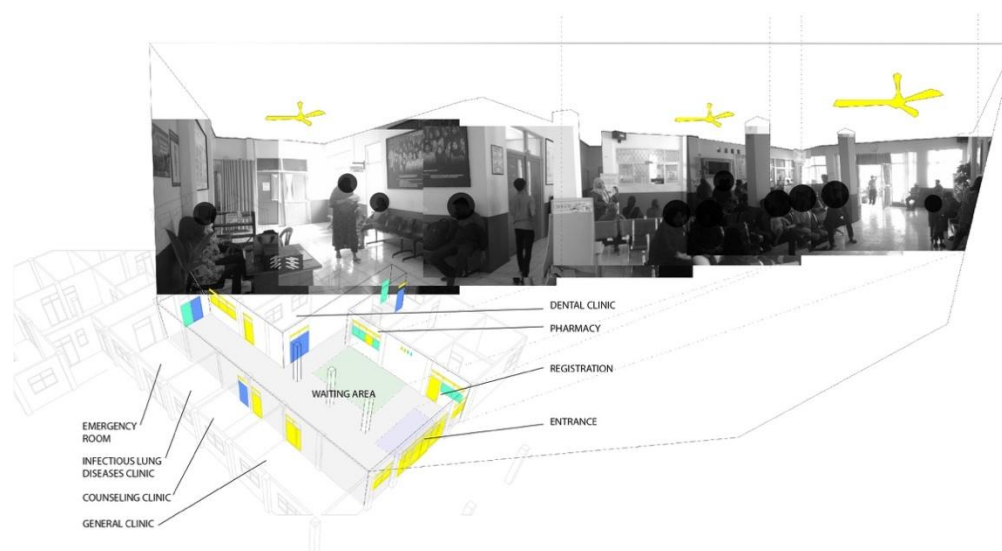 DENTAL CLINIC
PHARMACY
REGISTRATION
WAITING AREA
ENTRANCE
EMERGENCY
ROOM
INFECTIOUS LUNG
DISEASES CLINIC
COUNSELING CLINIC
GENERAL CLINIC